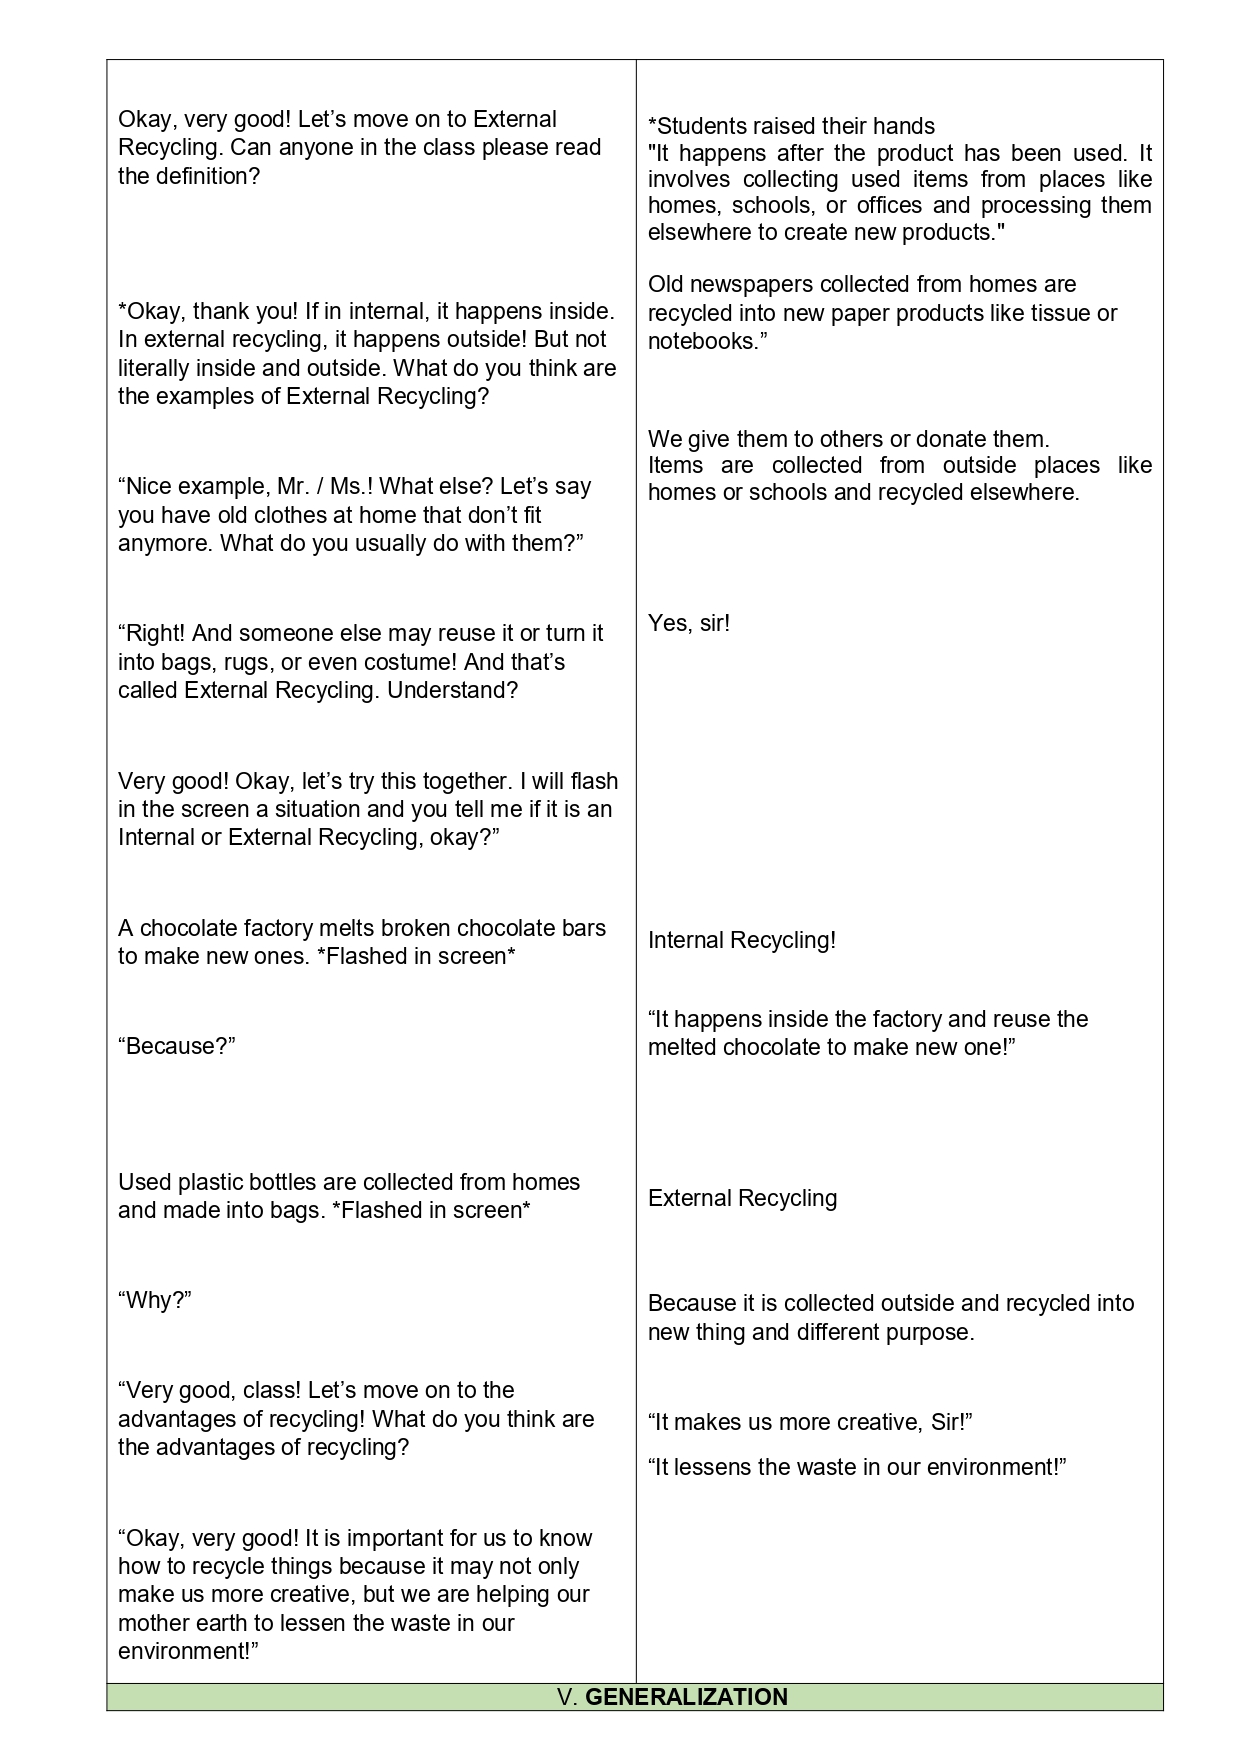 Okay, very good! Let’s move on to External
Recycling. Can anyone in the class please read
the definition?
*Okay, thank you! If in internal, it happens inside.
In external recycling, it happens outside! But not
literally inside and outside. What do you think are
the examples of External Recycling?
“Nice example, Mr. / Ms.! What else? Let’s say
you have old clothes at home that don’t fit
anymore. What do you usually do with them?”
“Right! And someone else may reuse it or turn it
into bags, rugs, or even costume! And that’s
called External Recycling. Understand?
Very good! Okay, let’s try this together. I will flash
in the screen a situation and you tell me if it is an
Internal or External Recycling, okay?”
A chocolate factory melts broken chocolate bars
to make new ones. *Flashed in screen*
“Because?”
Used plastic bottles are collected from homes
and made into bags. *Flashed in screen*
“Why?”
“Very good, class! Let’s move on to the
advantages of recycling! What do you think are
the advantages of recycling?
“Okay, very good! It is important for us to know
how to recycle things because it may not only
make us more creative, but we are helping our
mother earth to lessen the waste in our
environment!”
*Students raised their hands
"It happens after the product has been used. It
involves collecting used items from places like
homes, schools, or offices and processing them
elsewhere to create new products."
Old newspapers collected from homes are
recycled into new paper products like tissue or
notebooks.”
We give them to others or donate them.
Items are collected from outside places like
homes or schools and recycled elsewhere.
Yes, sir!
Internal Recycling!
“It happens inside the factory and reuse the
melted chocolate to make new one!”
External Recycling
Because it is collected outside and recycled into
new thing and different purpose.
“It makes us more creative, Sir!”
“It lessens the waste in our environment!”
V. GENERALIZATION